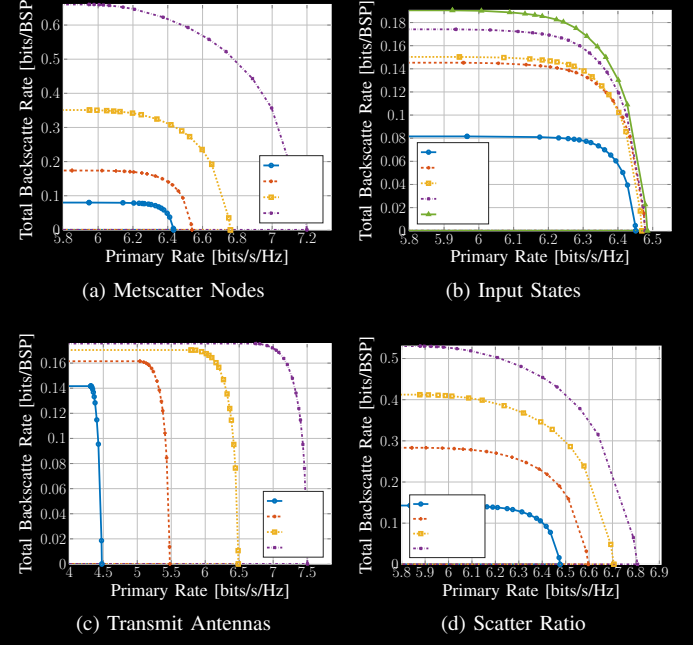 Total Backscatte Rate [bits/BSP]
0.6
0.5
0.4
0.3
0.2
0.1
0
5.8 6 6.2 6.4 6.6 6.8 7 7.2
Primary Rate [bits/s/Hz]
(a) Metscatter Nodes
Total Backscatte Rate [bits/BSP]
0.18
0.16
0.14
0.12
0.1
0.08
0.06
0.04
0.02
0
5.8 5.9 6 6.1 6.2 6.3 6.4 6.5
Primary Rate [bits/s/Hz]
(b) Input States
Total Backscatte Rate [bits/BSP]
0.16
0.14
0.12
0.1
0.08
0.06
0.04
0.02
0
4 4.5 5 5.5 6 6.5 7 7.5
Primary Rate [bits/s/Hz]
(c) Transmit Antennas
Total Backscatte Rate [bits/BSP]
0.5
0.4
0.3
0.2
0.1
0
5.8 5.9 6 6.1 6.2 6.3 6.4 6.5 6.6 6.7 6.8 6.9
Primary Rate [bits/s/Hz]
(d) Scatter Ratio